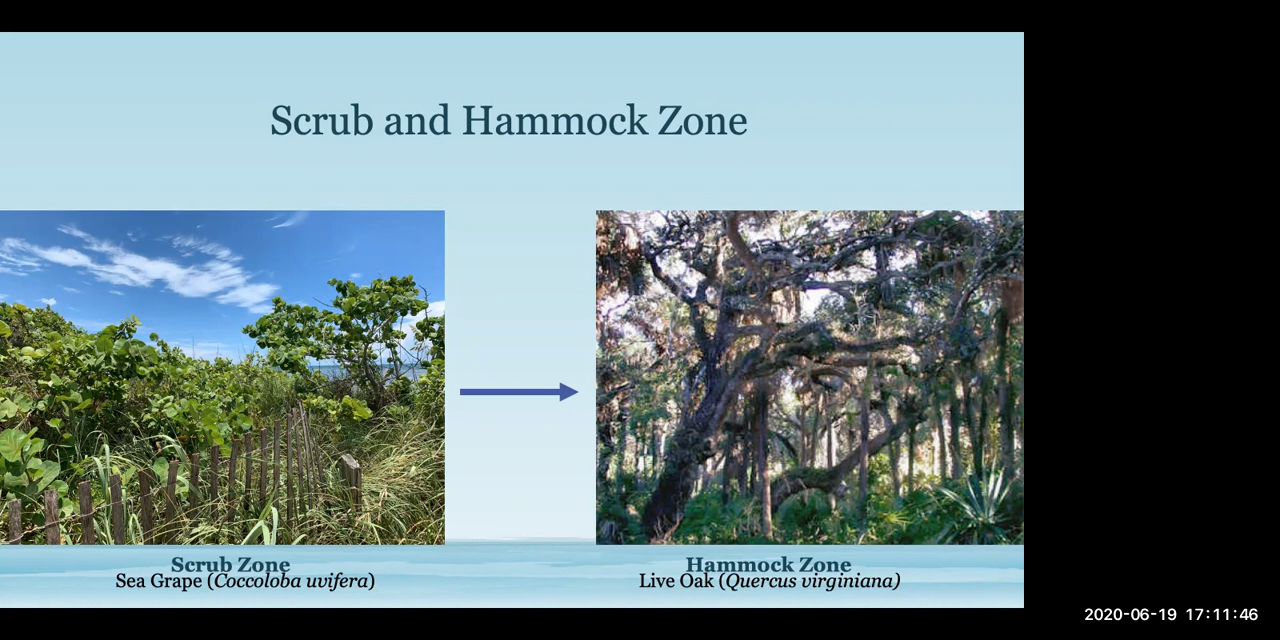 Scrub and Hammock Zone
Scrub Zone
Sea Grape (Coccoloba uvifera)
Hammock Zone
Live Oak (Quercus virginiana)
2020-06-19 17:11:46